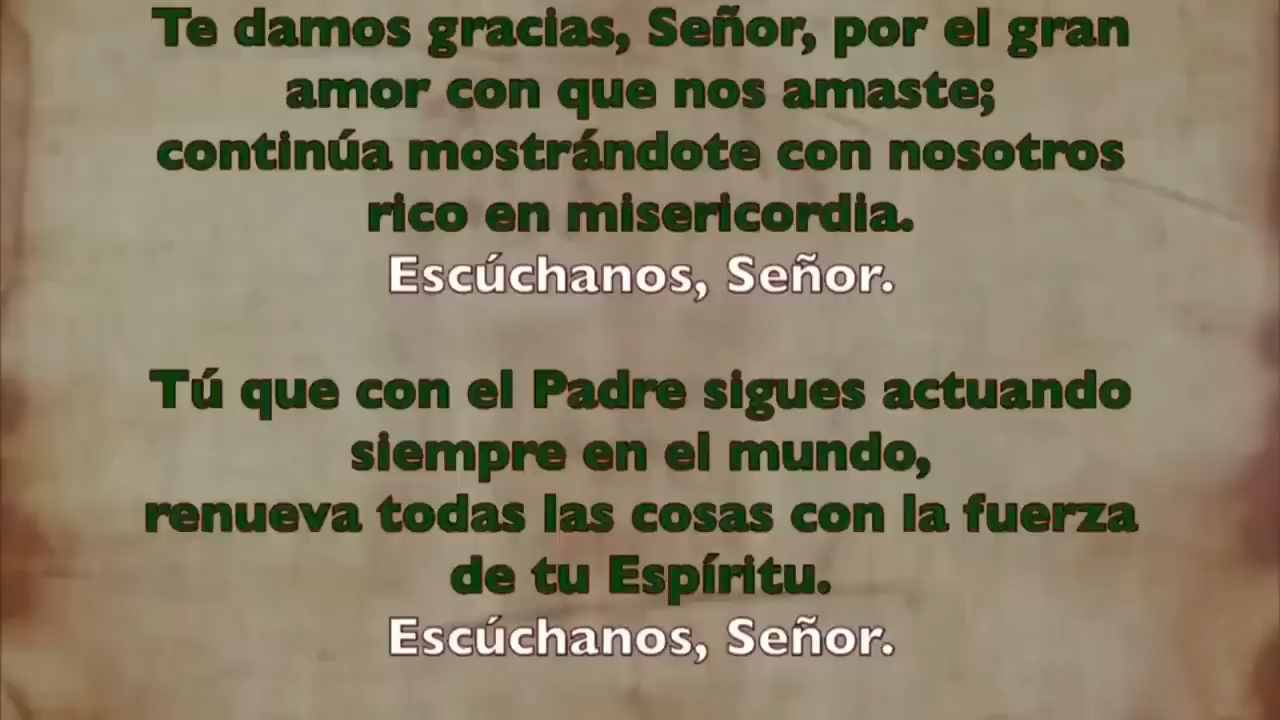 Te damos gracias, Señor, por el gran
amor con que nos amaste;
continúa mostrándote con nosotros
rico en misericordia.
Escúchanos, Señor.
Tú que con el Padre sigues actuando
siempre en el mundo,
renueva todas las cosas con la fuerza
de tu Espíritu.
Escúchanos, Señor.